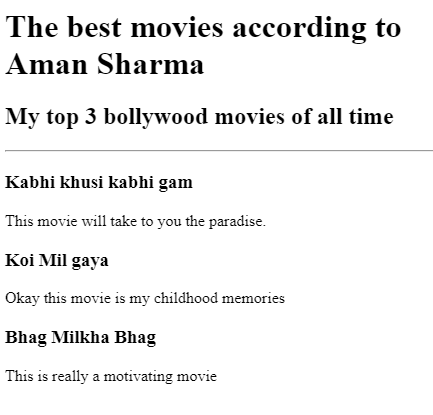 The best movies according to
Aman Sharma
My top 3 bollywood movies of all time
Kabhi khusi kabhi gam
This movie will take to you the paradise.
Koi Mil gaya
Okay this movie is my childhood memories
Bhag Milkha Bhag
This is really a motivating movie